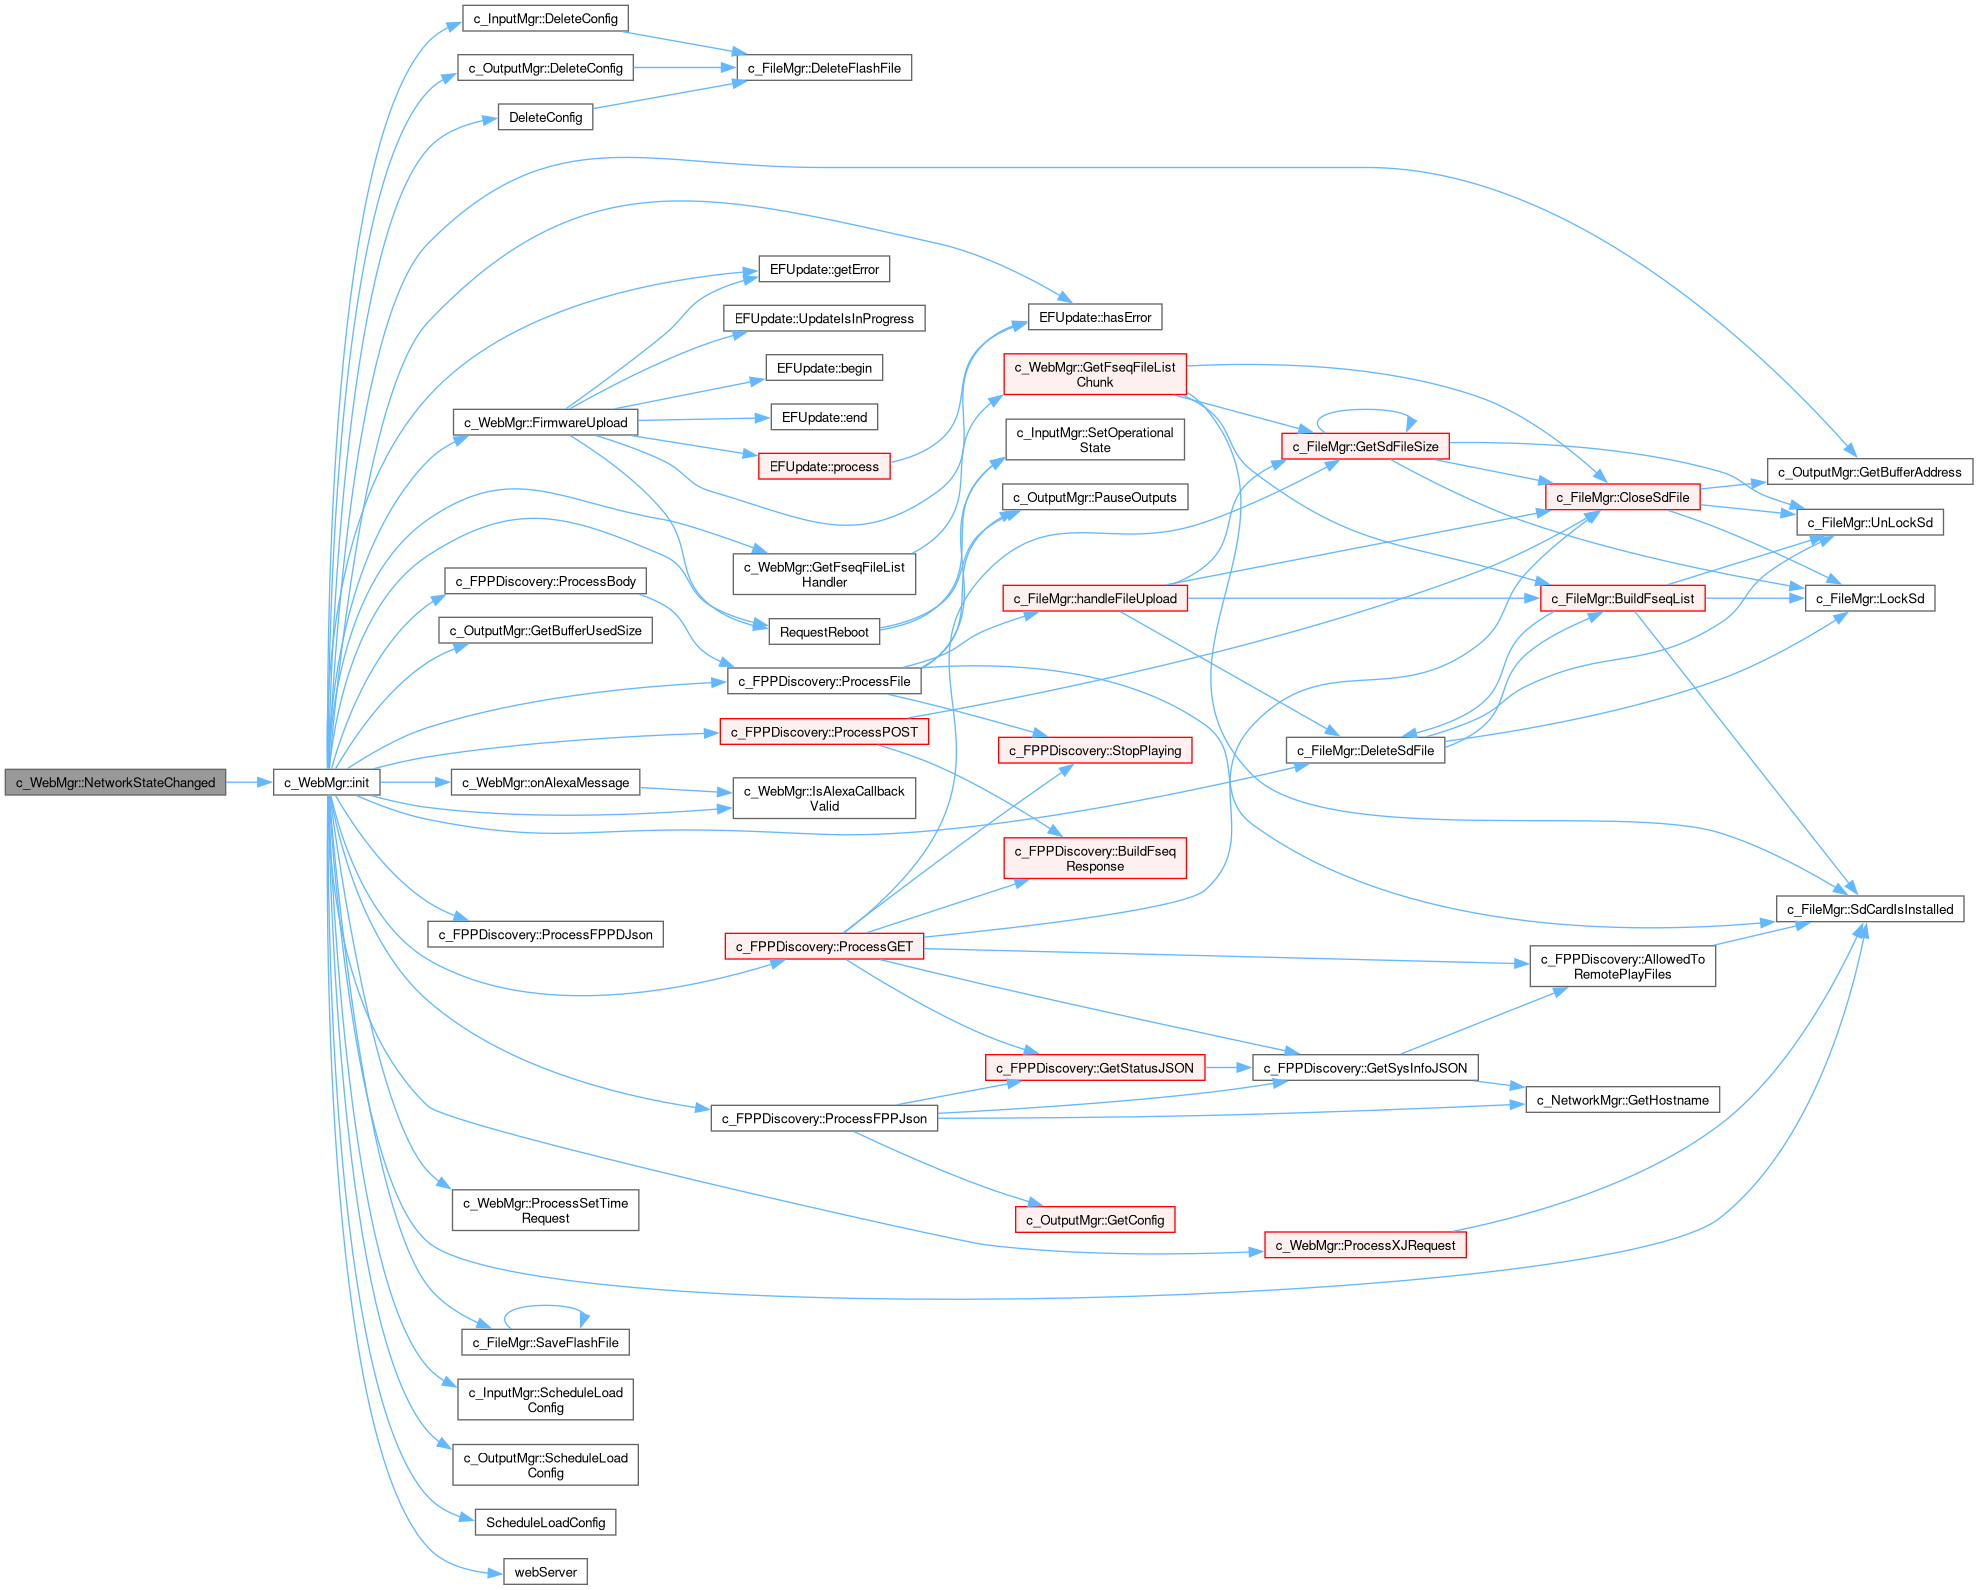 c_InputMgr::DeleteConfig
c_OutputMgr::DeleteConfig
c_FileMgr::DeleteFlashFile
DeleteConfig
EFUpdate::getError
EFUpdate::UpdateIsInProgress
EFUpdate::hasError
EFUpdate::begin
c_WebMgr::GetFseqFileList
Chunk
EFUpdate::end
c_WebMgr::FirmwareUpload
c_InputMgr::SetOperational
State
c_FileMgr::GetSdFileSize
EFUpdate::process
c_OutputMgr::GetBufferAddress
c_OutputMgr::PauseOutputs
c_FileMgr::CloseSdFile
c_FileMgr::UnLockSd
c_WebMgr::GetFseqFileList
Handler
c_FPPDiscovery::ProcessBody
c_FileMgr::handleFileUpload
c_FileMgr::BuildFseqList
c_FileMgr::LockSd
c_OutputMgr::GetBufferUsedSize
RequestReboot
c_FPPDiscovery::ProcessFile
c_FPPDiscovery::ProcessPOST
c_FPPDiscovery::StopPlaying
c_FileMgr::DeleteSdFile
c_WebMgr::NetworkStateChanged
c_WebMgr::init
c_WebMgr::onAlexaMessage
c_WebMgr::IsAlexaCallback
Valid
c_FPPDiscovery::BuildFseq
Response
c_FileMgr::SdCardIsInstalled
c_FPPDiscovery::ProcessFPPDJson
c_FPPDiscovery::ProcessGET
c_FPPDiscovery::AllowedTo
RemotePlayFiles
c_FPPDiscovery::GetStatusJSON
c_FPPDiscovery::GetSysInfoJSON
c_NetworkMgr::GetHostname
c_FPPDiscovery::ProcessFPPJson
c_WebMgr::ProcessSetTime
Request
c_OutputMgr::GetConfig
c_WebMgr::ProcessXJRequest
c_FileMgr::SaveFlashFile
c_InputMgr::ScheduleLoad
Config
c_OutputMgr::ScheduleLoad
Config
ScheduleLoadConfig
webServer